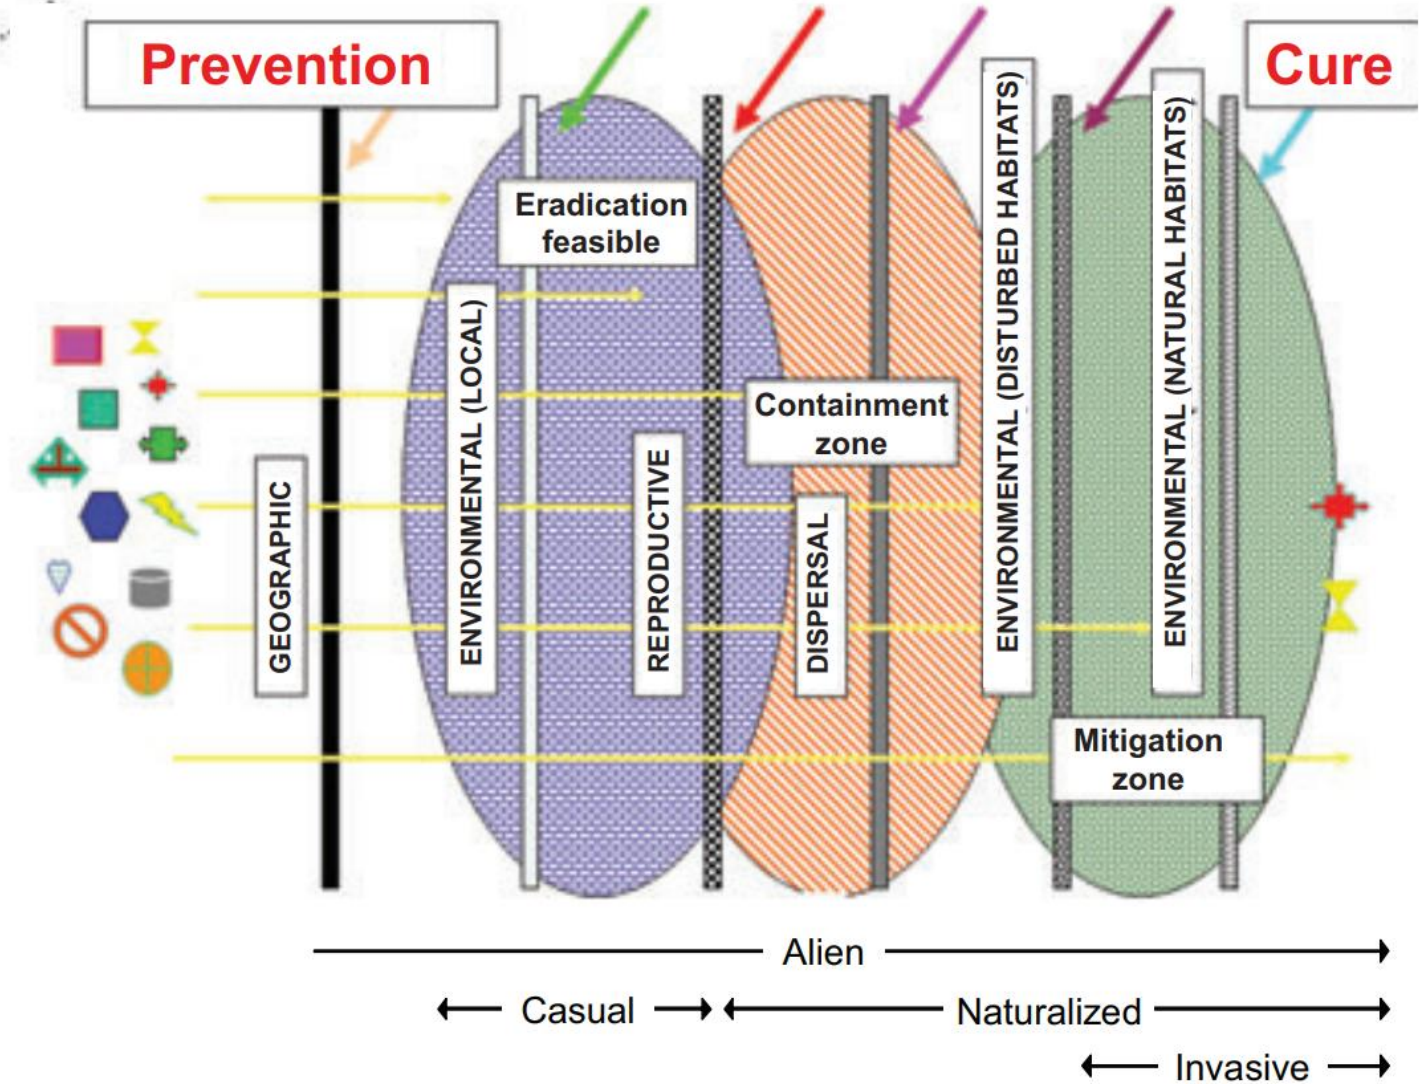 Prevention
Cure
Eradication
feasible
Containment
zone
Mitigation
zone
GEOGRAPHIC
ENVIRONMENTAL (LOCAL)
REPRODUCTIVE
DISPERSAL
ENVIRONMENTAL (DISTURBED HABITATS)
ENVIRONMENTAL (NATURAL HABITATS)
Alien
Casual
Naturalized
Invasive